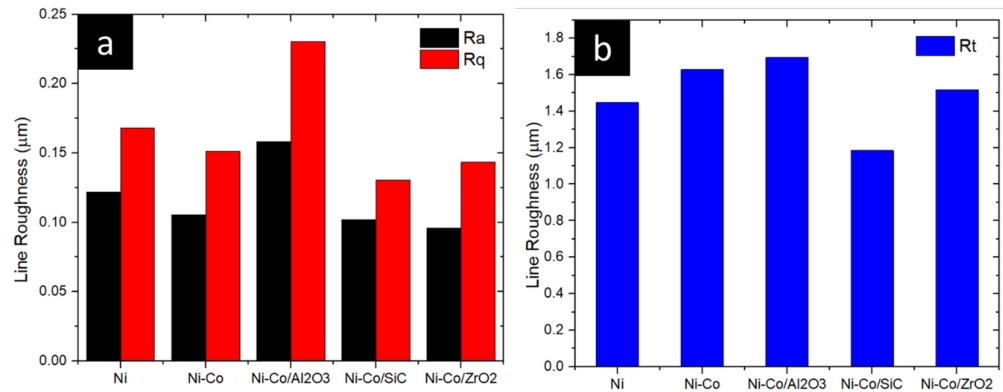 a
Ra
Rq
Line Roughness (μm)
0.25
0.20
0.15
0.10
0.05
0.00
Ni
Ni-Co
Ni-Co/Al2O3
Ni-Co/SiC
Ni-Co/ZrO2
b
Rt
Line Roughness (μm)
1.8
1.6
1.4
1.2
1.0
0.8
0.6
0.4
0.2
0.0
Ni
Ni-Co
Ni-Co/Al2O3
Ni-Co/SiC
Ni-Co/ZrO2